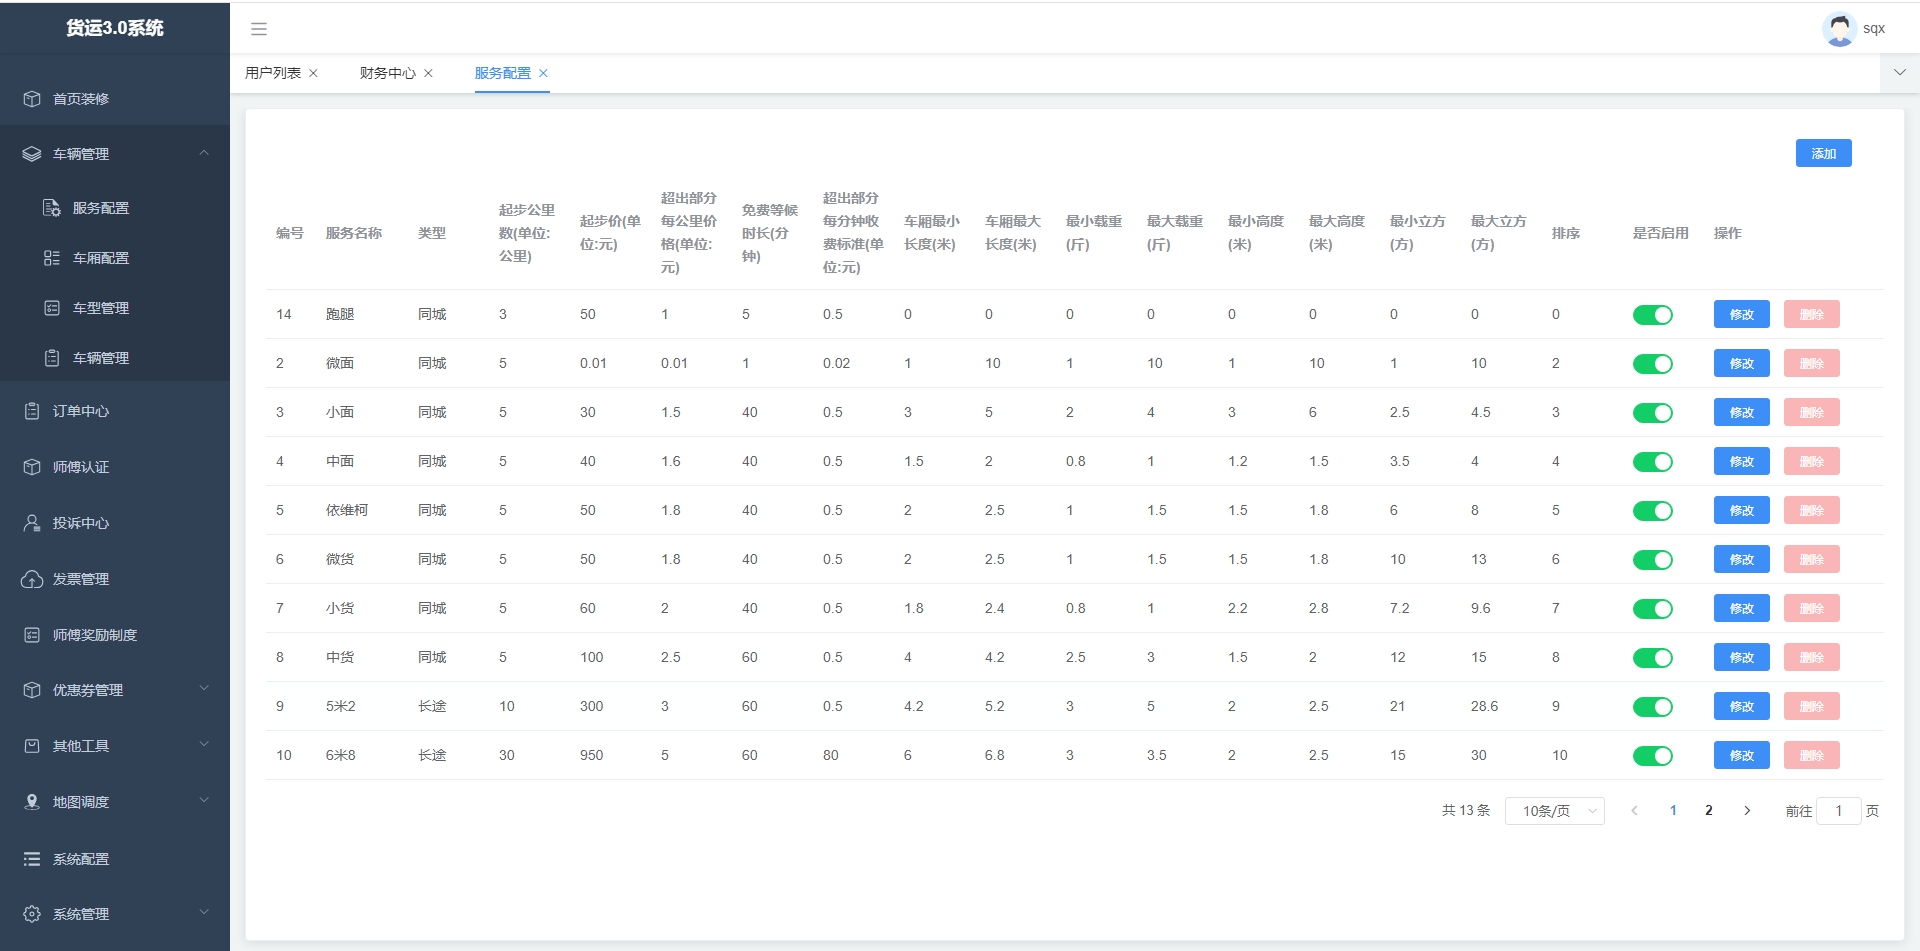 货运3.0系统
sqx
用户列表 ×
财务中心 ×
服务配置 ×
首页装修
车辆管理
服务配置
车厢配置
车型管理
车辆管理
订单中心
师傅认证
投诉中心
发票管理
师傅奖励制度
优惠券管理
其他工具
地图调度
系统配置
系统管理
添加
编号 服务名称 类型 起步公里数(单位:公里) 起步价(单位:元) 超出部分每公里价格(单位:元) 免费等候时长(分钟) 超出部分每分钟收费标准(单位:元) 车厢最小长度(米) 车厢最大长度(米) 最小载重(斤) 最大载重(斤) 最小高度(米) 最大高度(米) 最小立方(方) 最大立方(方) 排序 是否启用 操作
14 跑腿 同城 3 50 1 5 0.5 0 0 0 0 0 0 0 0 0 修改 删除
2 微面 同城 5 0.01 0.01 1 0.02 1 10 1 10 1 10 1 10 2 修改 删除
3 小面 同城 5 30 1.5 40 0.5 3 5 2 4 3 6 2.5 4.5 3 修改 删除
4 中面 同城 5 40 1.6 40 0.5 1.5 2 0.8 1 1.2 1.5 3.5 4 4 修改 删除
5 依维柯 同城 5 50 1.8 40 0.5 2 2.5 1 1.5 1.5 1.8 6 8 5 修改 删除
6 微货 同城 5 50 1.8 40 0.5 2 2.5 1 1.5 1.5 1.8 10 13 6 修改 删除
7 小货 同城 5 60 2 40 0.5 1.8 2.4 0.8 1 2.2 2.8 7.2 9.6 7 修改 删除
8 中货 同城 5 100 2.5 60 0.5 4 4.2 2.5 3 1.5 2 12 15 8 修改 删除
9 5米2 长途 10 300 3 60 0.5 4.2 5.2 3 5 2 2.5 21 28.6 9 修改 删除
10 6米8 长途 30 950 5 60 80 6 6.8 3 3.5 2 2.5 15 30 10 修改 删除
共 13 条 10条/页 1 2 前往 1 页